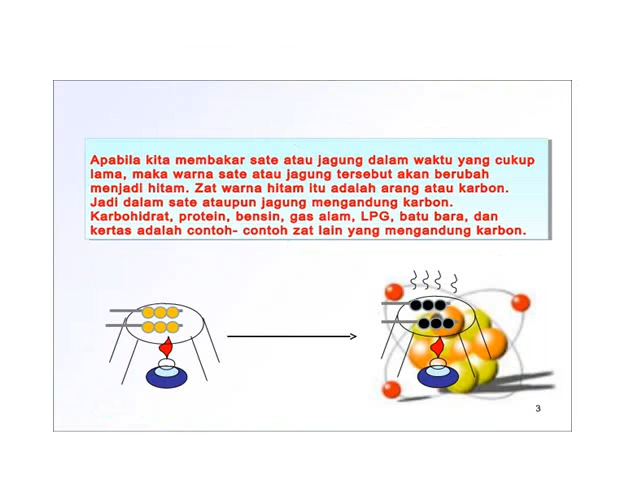 Apabila kita membakar sate atau jagung dalam waktu yang cukup
lama, maka warna sate atau jagung tersebut akan berubah
menjadi hitam. Zat warna hitam itu adalah arang atau karbon.
Jadi dalam sate ataupun jagung mengandung karbon.
Karbohidrat, protein, bensin, gas alam, LPG, batu bara, dan
kertas adalah contoh- contoh zat lain yang mengandung karbon.
3